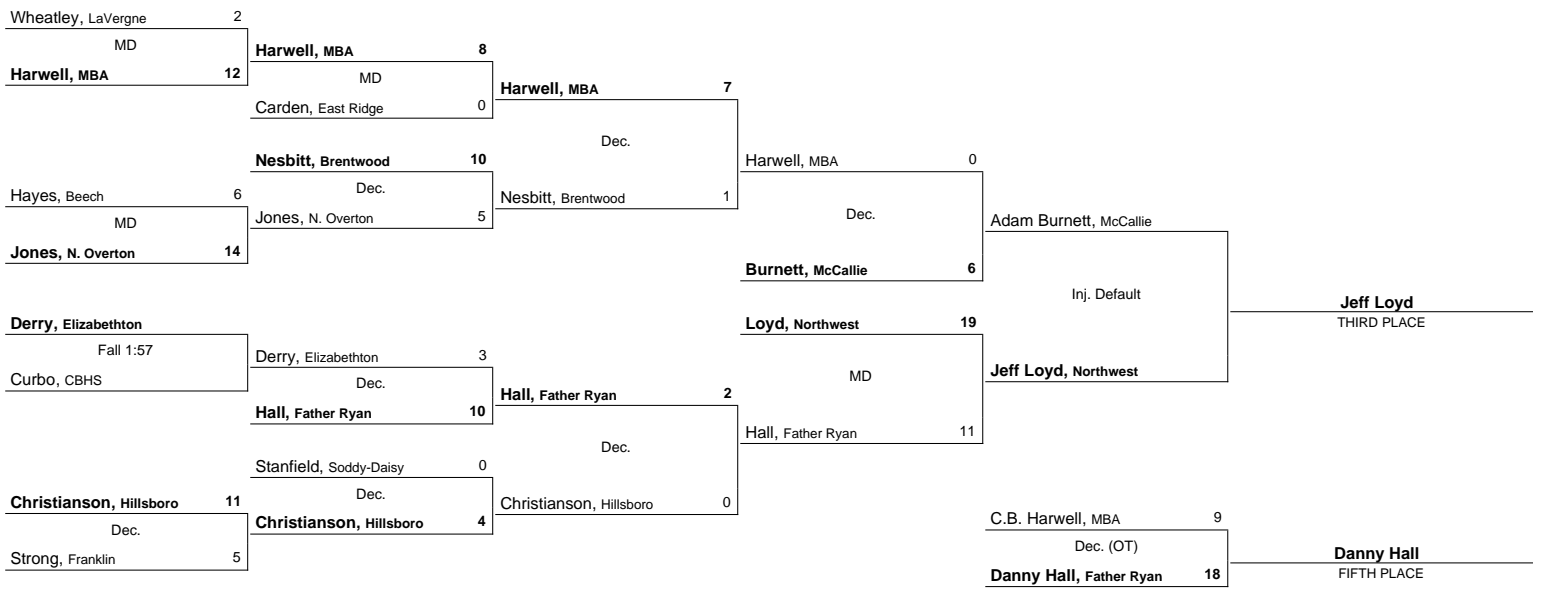 Wheatley, LaVergne 2
MD
Harwell, MBA 12
Hayes, Beech 6
MD
Jones, N. Overton 14
Derry, Elizabethton
Fall 1:57
Curbo, CBHS
Christianson, Hillsboro 11
Dec.
Strong, Franklin 5
Harwell, MBA 8
MD
Carden, East Ridge 0
Nesbitt, Brentwood 10
Dec.
Jones, N. Overton 5
Derry, Elizabethton 3
Dec.
Hall, Father Ryan 10
Stanfield, Soddy-Daisy 0
Dec.
Christianson, Hillsboro 4
Harwell, MBA 7
Dec.
Nesbitt, Brentwood 1
Hall, Father Ryan 2
Dec.
Christianson, Hillsboro 0
Harwell, MBA 0
Dec.
Burnett, McCallie 6
Loyd, Northwest 19
MD
Hall, Father Ryan 11
Adam Burnett, McCallie
Inj. Default
Jeff Loyd, Northwest
Jeff Loyd
THIRD PLACE
C.B. Harwell, MBA 9
Dec. (OT)
Danny Hall, Father Ryan 18
Danny Hall
FIFTH PLACE